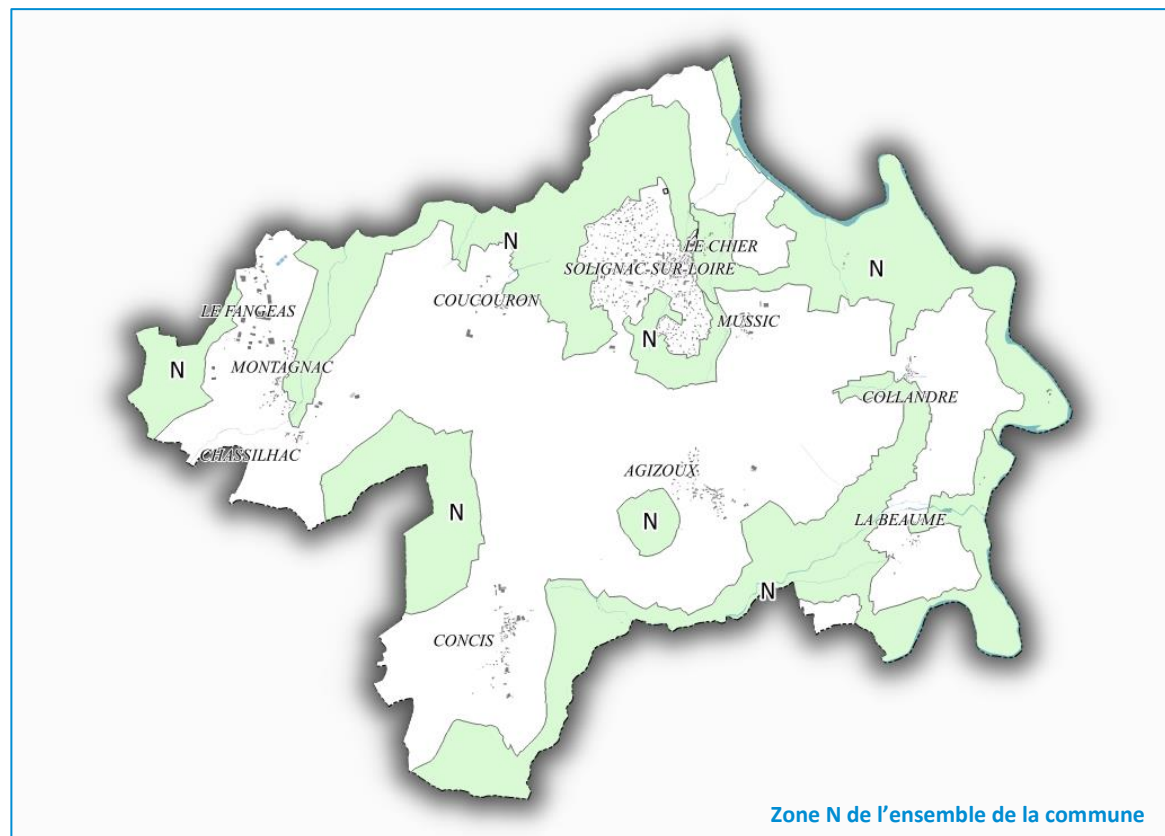 N
LE CHIER
SOLIGNAC-SUR-LOIRE
N
COUCOURON
LE FANGEAS
MUSSIC
N
MONTAGNAC
N
COLLANDRE
CHASSILHAC
AGIZOUX
N
N
LA BEAUME
N
CONCIS
Zone N de l’ensemble de la commune